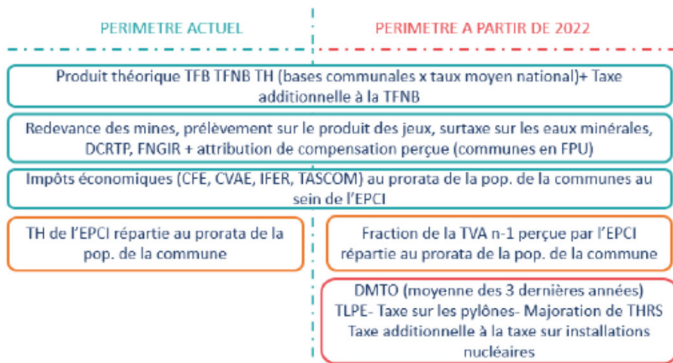 PERIMETRE ACTUEL
PERIMETRE A PARTIR DE 2022
Produit théorique TFB TFNB TH (bases communales x taux moyen national)+ Taxe
additionnelle à la TFNB
Redevance des mines, prélèvement sur le produit des jeux, surtaxe sur les eaux minérales,
DCRTP, FNGIR + attribution de compensation perçue (communes en FPU)
Impôts économiques (CFE, CVAE, IFER, TASCOM) au prorata de la pop. de la communes au
sein de l'EPCI
TH de l'EPCI répartie au prorata de la
pop. de la commune
Fraction de la TVA n-1 perçue par l'EPCI
répartie au prorata de la pop. de la commune
DMTO (moyenne des 3 dernières années)
TLPE- Taxe sur les pylônes- Majoration de THRS
Taxe additionnelle à la taxe sur installations
nucléaires